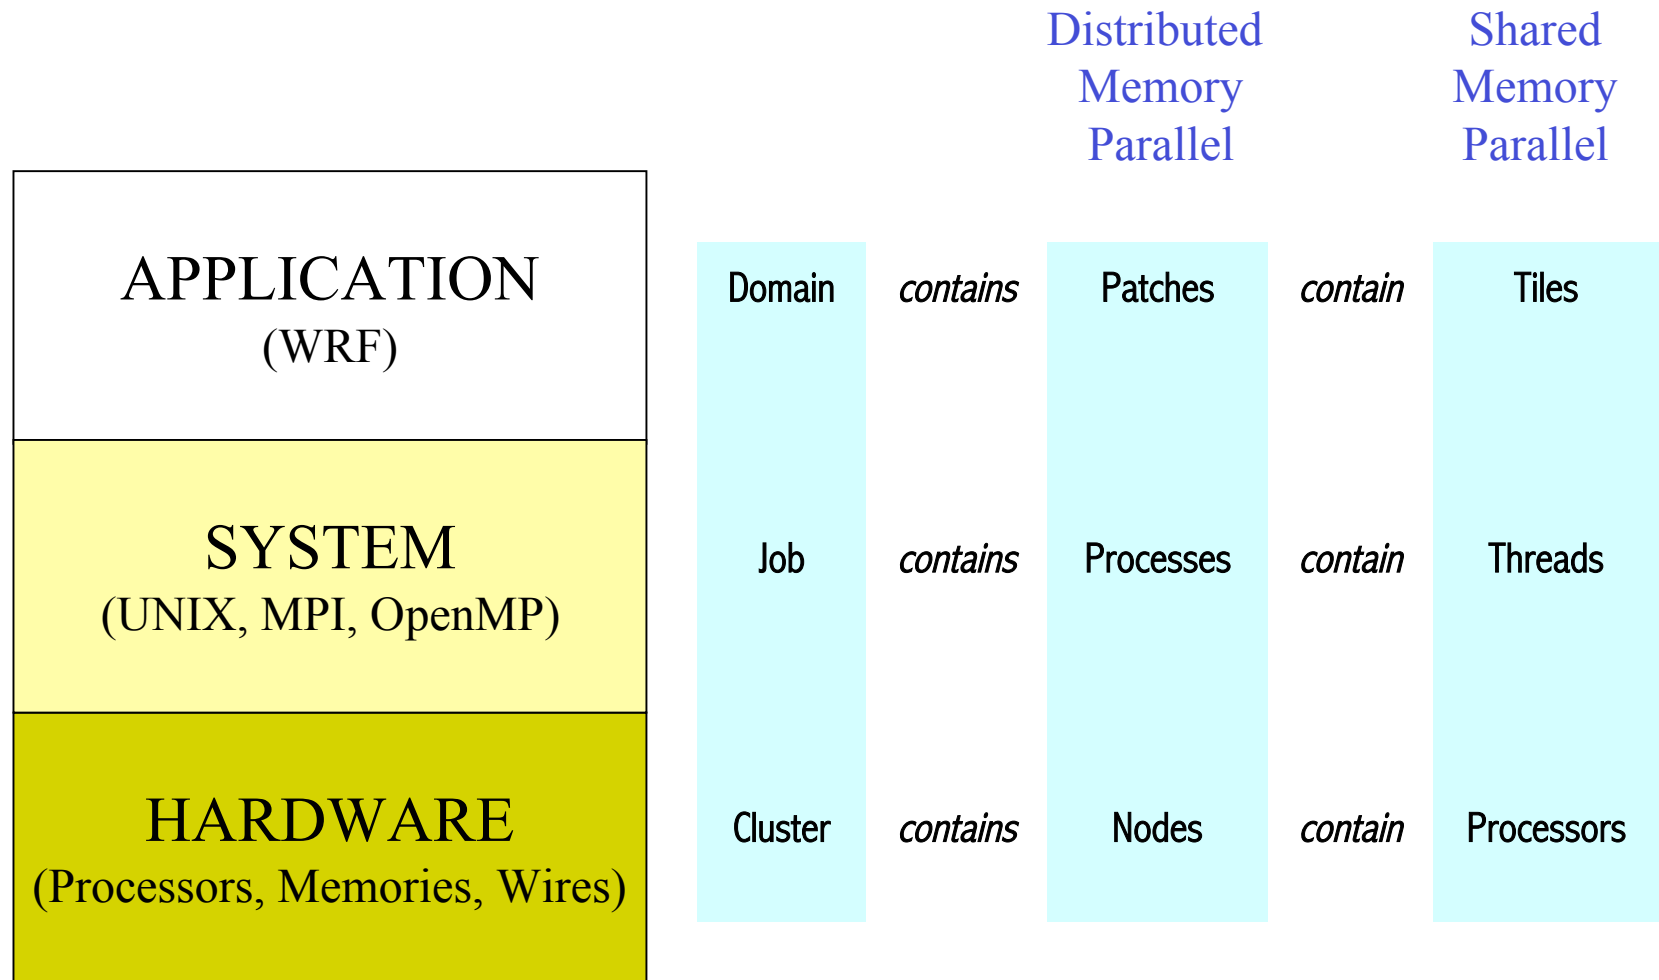 Distributed
Memory
Parallel
Shared
Memory
Parallel
APPLICATION
(WRF)
Domain contains Patches contain Tiles
SYSTEM
(UNIX, MPI, OpenMP)
Job contains Processes contain Threads
HARDWARE
(Processors, Memories, Wires)
Cluster contains Nodes contain Processors